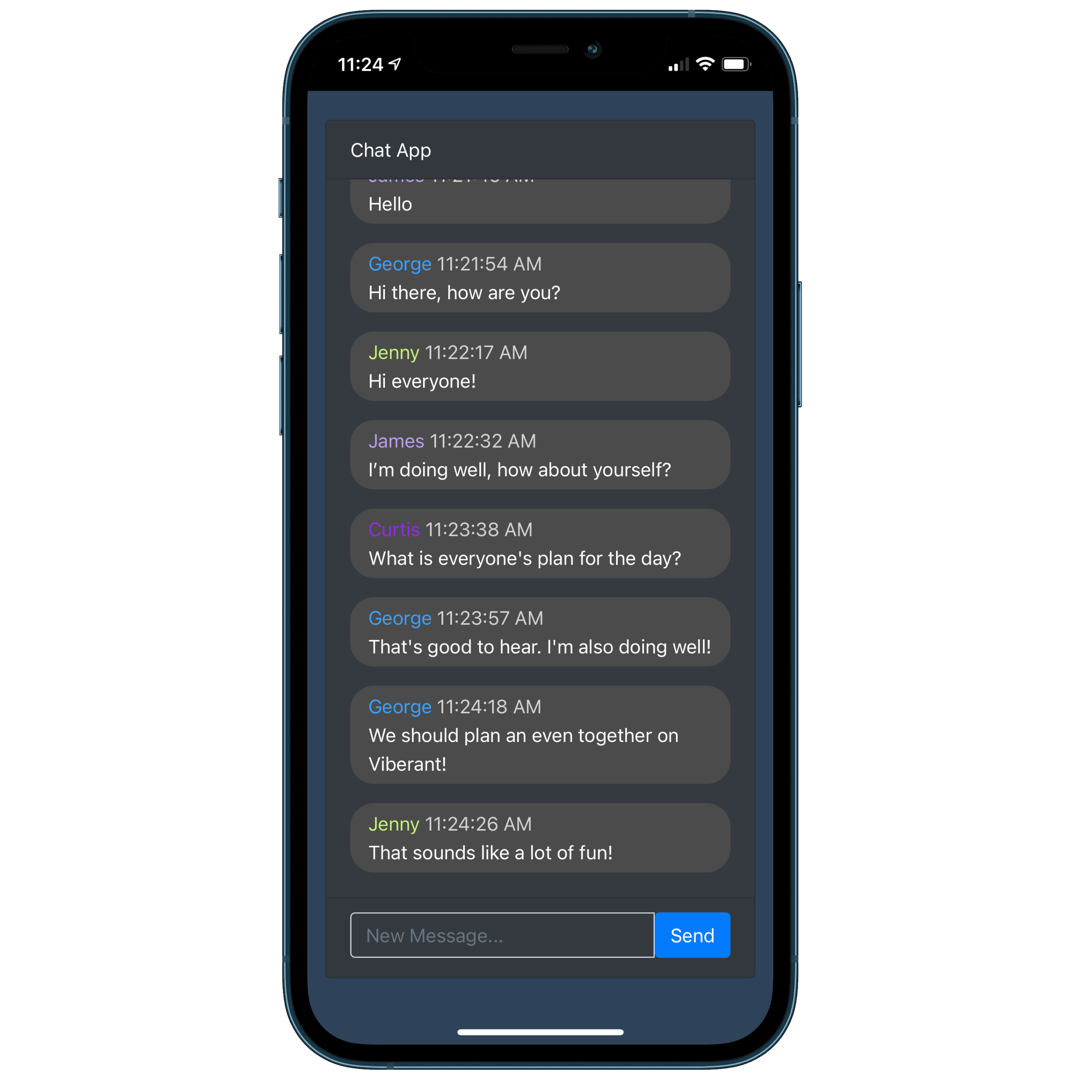 11:24
Chat App
Hello
George 11:21:54 AM
Hi there, how are you?
Jenny 11:22:17 AM
Hi everyone!
James 11:22:32 AM
I’m doing well, how about yourself?
Curtis 11:23:38 AM
What is everyone's plan for the day?
George 11:23:57 AM
That's good to hear. I'm also doing well!
George 11:24:18 AM
We should plan an even together on
Viberant!
Jenny 11:24:26 AM
That sounds like a lot of fun!
New Message...
Send